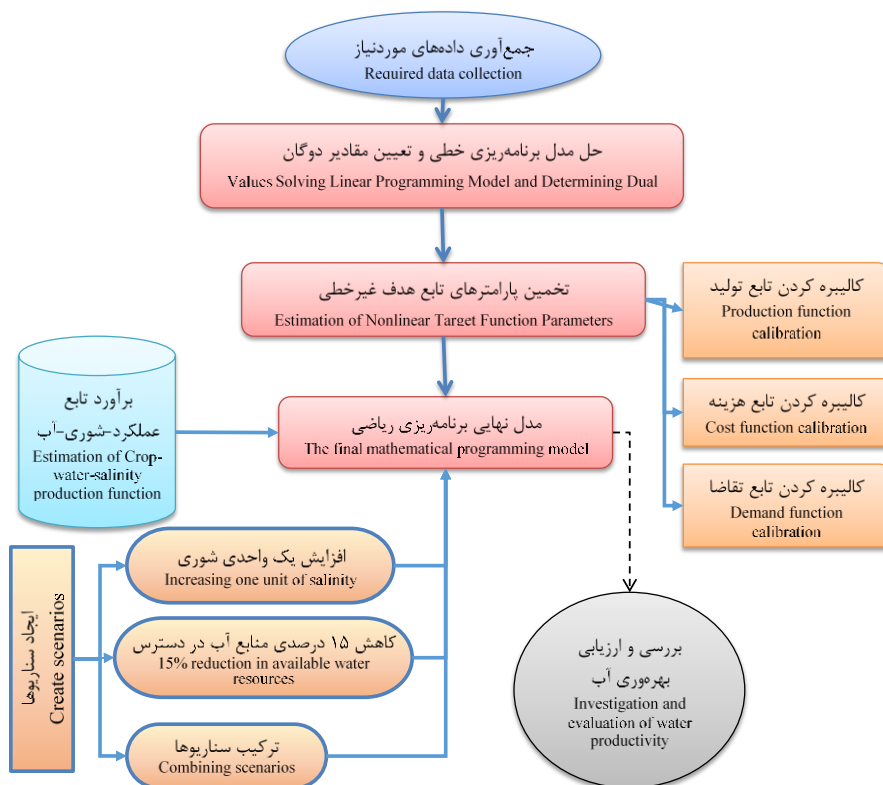 جمع‌آوری داده‌های موردنیاز
Required data collection
حل مدل برنامه‌ریزی خطی و تعیین مقادیر دوگان
Values Solving Linear Programming Model and Determining Dual
تخمین پارامترهای تابع هدف غیرخطی
Estimation of Nonlinear Target Function Parameters
کالیبره کردن تابع تولید
Production function
calibration
کالیبره کردن تابع هزینه
Cost function calibration
کالیبره کردن تابع تقاضا
Demand function
calibration
برآورد تابع
عملکرد-شوری-آب
Estimation of Crop-
water-salinity
production function
مدل نهایی برنامه‌ریزی ریاضی
The final mathematical programming model
ایجاد سناریوها
Create scenarios
افزایش یک واحدی شوری
Increasing one unit of salinity
کاهش ۱۵ درصدی منابع آب در دسترس
15% reduction in available water
resources
ترکیب سناریوها
Combining scenarios
بررسی و ارزیابی
بهره‌وری آب
Investigation and
evaluation of water
productivity